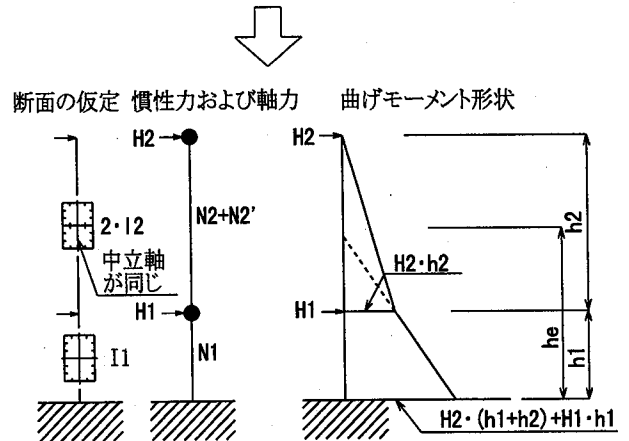 断面の仮定 慣性力および軸力 曲げモーメント形状
H2
H2
2・I2
N2+N2'
中立軸
が同じ
H2・h2
h2
H1
H1
he
h1
I1
N1
H2・(h1+h2)+H1・h1